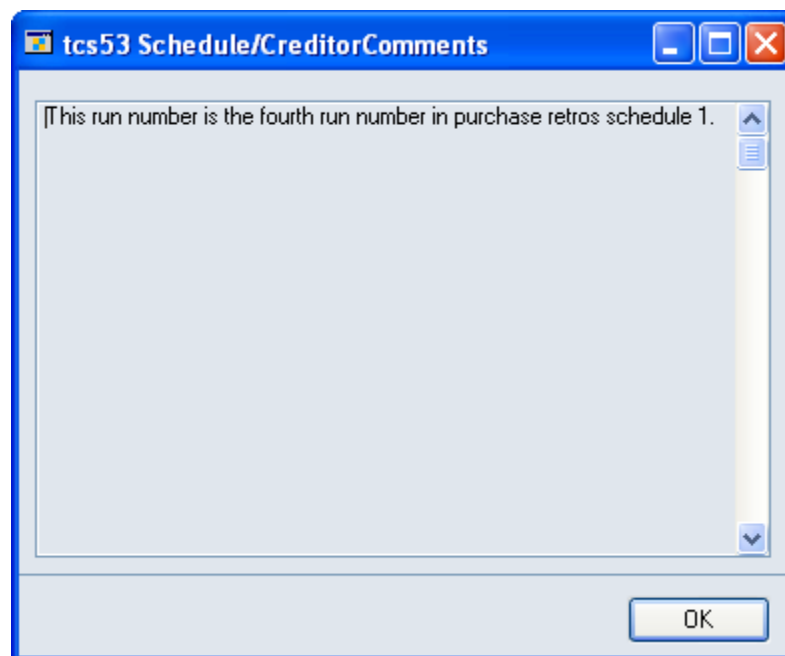 tcs53 Schedule/CreditorComments
This run number is the fourth run number in purchase retros schedule 1.
OK